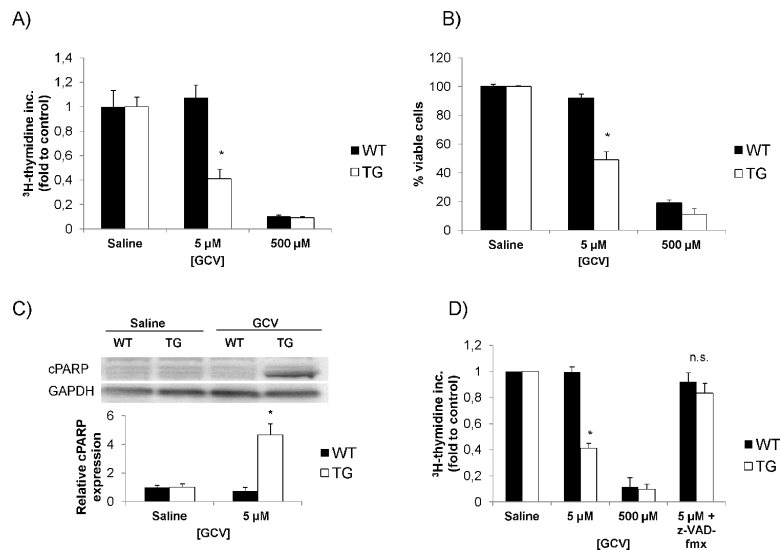 A)
³H-thymidine inc.
(fold to control)
1,4
1,2
1
0,8
0,6
0,4
0,2
0
*
WT
TG
Saline
5 µM
500 µM
[GCV]
B)
% viable cells
120
100
80
60
40
20
0
*
WT
TG
Saline
5 µM
500 µM
[GCV]
C)
Saline
GCV
WT
TG
WT
TG
cPARP
GAPDH
Relative cPARP
expression
6
4
2
0
*
WT
TG
Saline
5 µM
[GCV]
D)
³H-thymidine inc.
(fold to control)
1,2
1
0,8
0,6
0,4
0,2
0
*
n.s.
WT
TG
Saline
5 µM
500 µM
5 µM +
z-VAD-
fmx
[GCV]